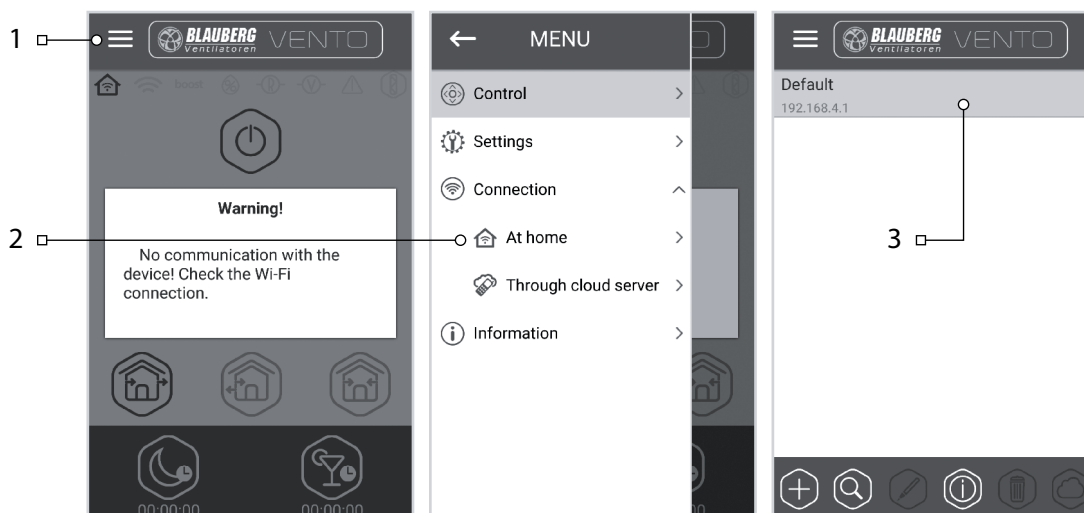 1
BLAUBERG
Ventilatoren
VENTO
boost
Warning!
No communication with the
device! Check the Wi-Fi
connection.
00:00:00
00:00:00
2
MENU
Control
Settings
Connection
At home
Through cloud server
Information
00
BLAUBERG
Ventilatoren
VENTO
Default
192.168.4.1
3